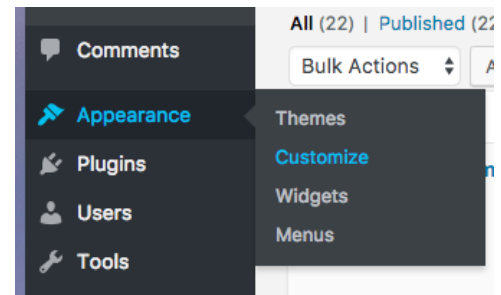 All (22) | Published (22
Comments
Bulk Actions
A
Appearance
Themes
Plugins
Customize
Users
Widgets
Menus
Tools